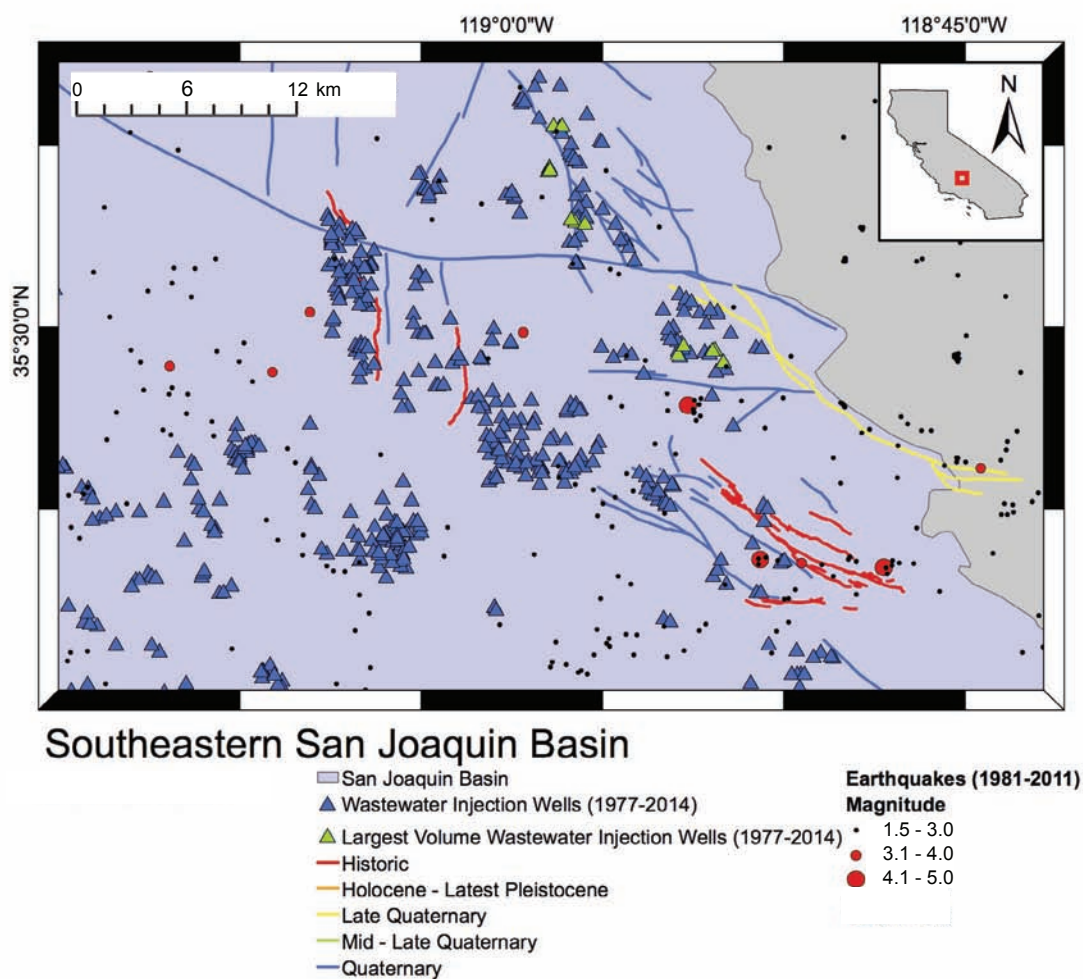 119°0'0"W
118°45'0"W
0 6 12 km
N
35°30'0"N
Southeastern San Joaquin Basin
San Joaquin Basin
Wastewater Injection Wells (1977-2014)
Largest Volume Wastewater Injection Wells (1977-2014)
Historic
Holocene - Latest Pleistocene
Late Quaternary
Mid - Late Quaternary
Quaternary
Earthquakes (1981-2011)
Magnitude
1.5 - 3.0
3.1 - 4.0
4.1 - 5.0